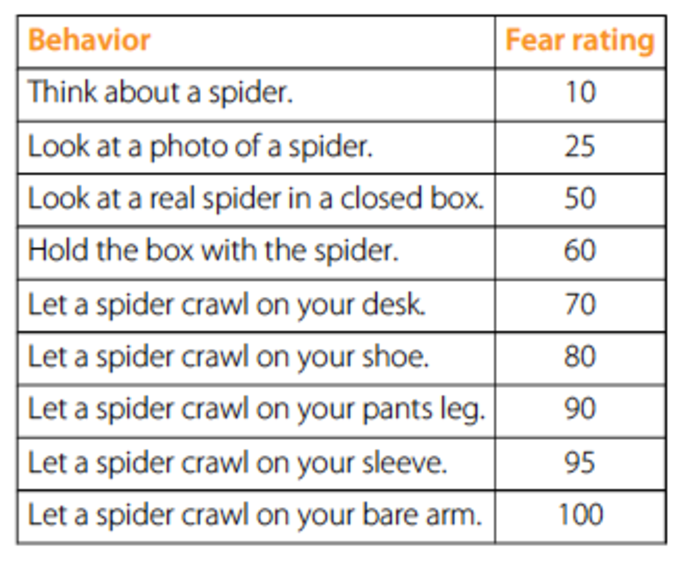 Behavior Fear rating
Think about a spider. 10
Look at a photo of a spider. 25
Look at a real spider in a closed box. 50
Hold the box with the spider. 60
Let a spider crawl on your desk. 70
Let a spider crawl on your shoe. 80
Let a spider crawl on your pants leg. 90
Let a spider crawl on your sleeve. 95
Let a spider crawl on your bare arm. 100